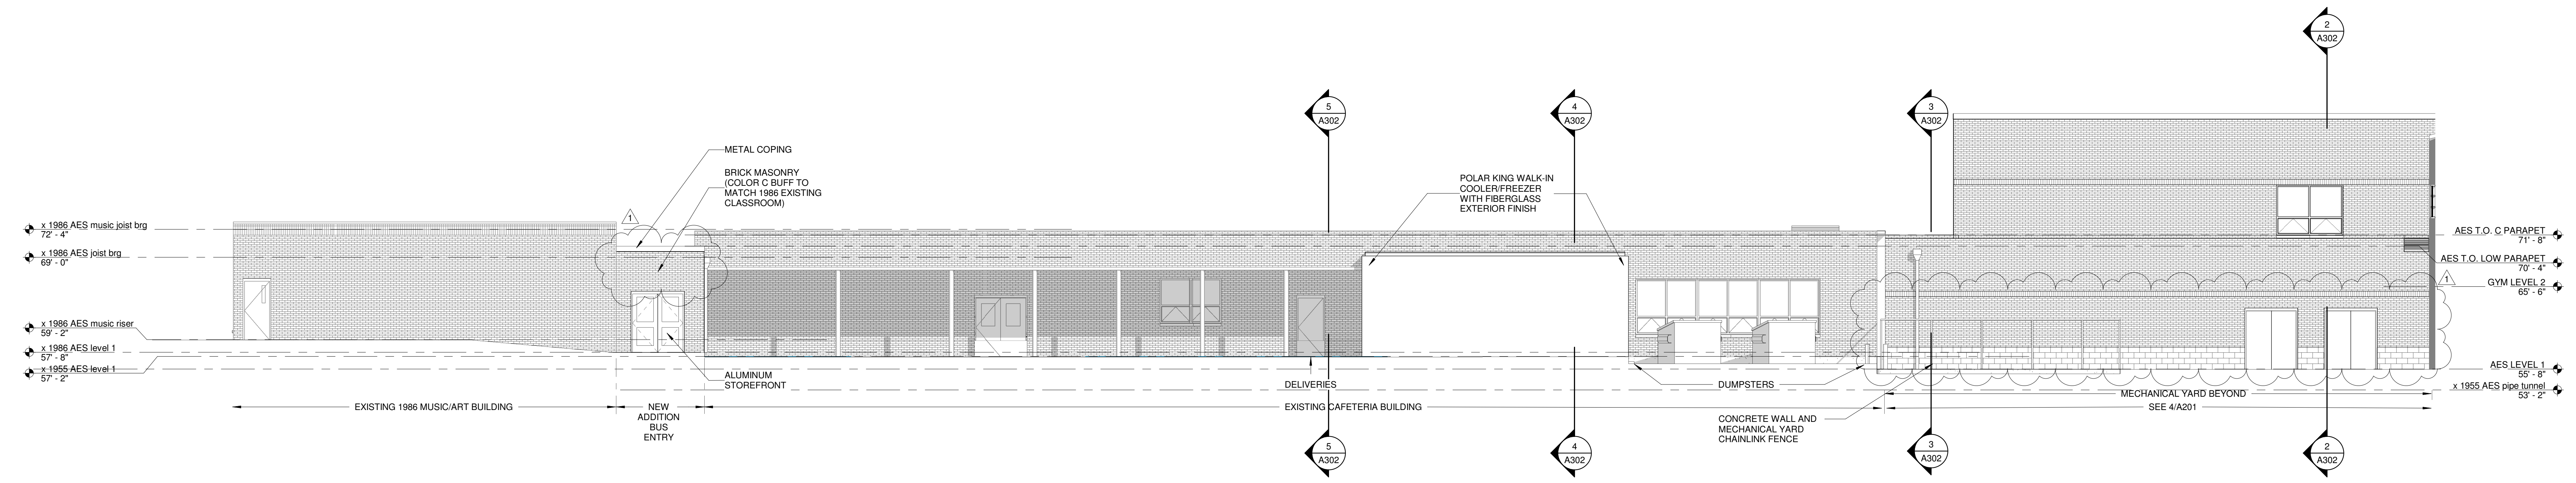 2
A302
5
A302
4
A302
3
A302
METAL COPING
BRICK MASONRY
(COLOR C BUFF TO
MATCH 1986 EXISTING
CLASSROOM)
POLAR KING WALK-IN
COOLER/FREEZER
WITH FIBERGLASS
EXTERIOR FINISH
1
x 1986 AES music joist brg
72' - 4"
x 1986 AES joist brg
69' - 0"
x 1986 AES music riser
59' - 2"
x 1986 AES level 1
57' - 8"
x 1955 AES level 1
57' - 2"
AES T.O. C PARAPET
71' - 8"
AES T.O. LOW PARAPET
70' - 4"
1
GYM LEVEL 2
65' - 6"
AES LEVEL 1
55' - 8"
x 1955 AES pipe tunnel
53' - 2"
ALUMINUM
STOREFRONT
DELIVERIES
DUMPSTERS
EXISTING 1986 MUSIC/ART BUILDING
NEW
ADDITION
BUS
ENTRY
EXISTING CAFETERIA BUILDING
MECHANICAL YARD BEYOND
SEE 4/A201
CONCRETE WALL AND
MECHANICAL YARD
CHAINLINK FENCE
5
A302
4
A302
3
A302
2
A302